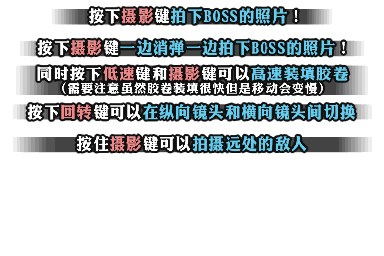 按下摄影键拍下BOSS的照片！
按下摄影键一边消弹一边拍下BOSS的照片！
同时按下低速键和摄影键可以高速装填胶卷
（需要注意虽然胶卷装填很快但是移动会变慢）
按下回转键可以在纵向镜头和横向镜头间切换
按住摄影键可以拍摄远处的敌人